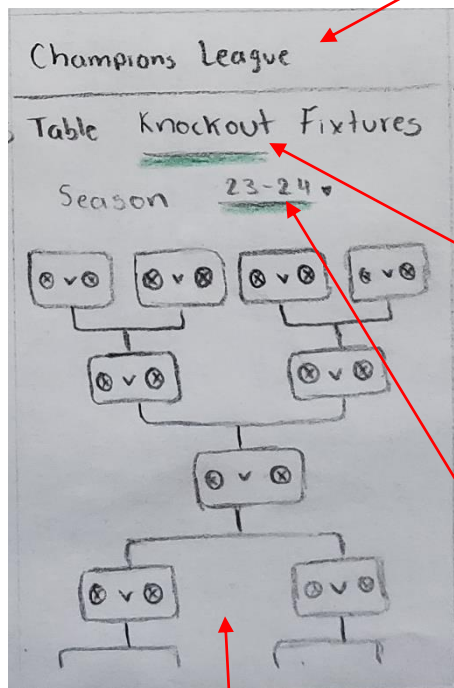 Champions League
Table Knockout Fixtures
Season 23-24
v v v v
v v
v
v v